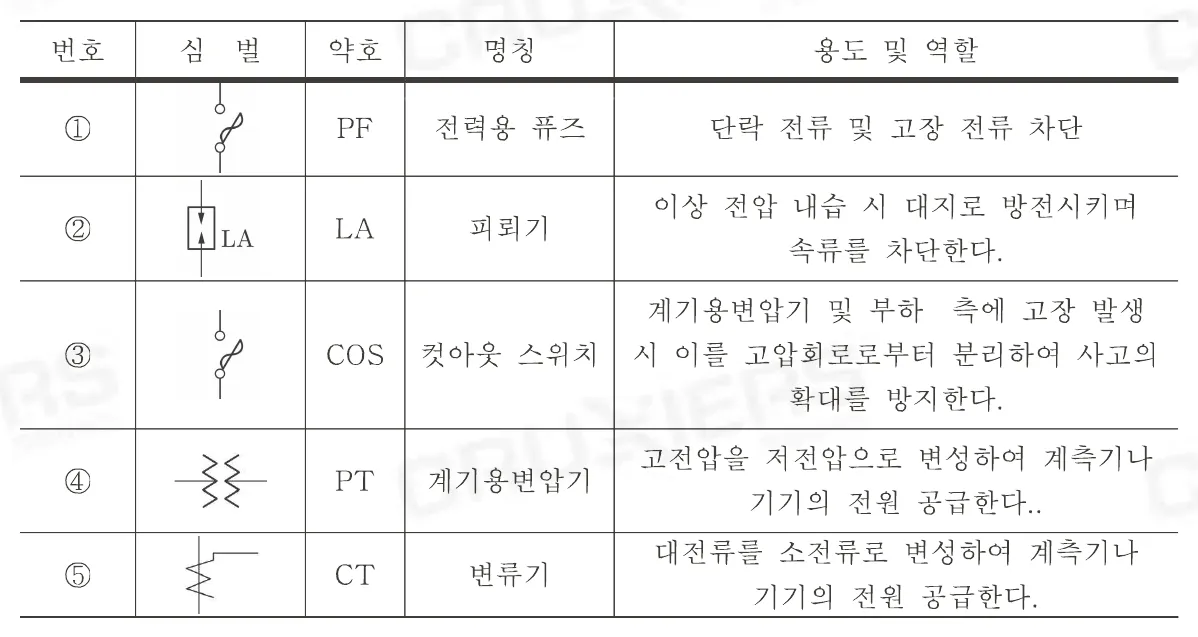 번호 심 벌 약호 명칭 용도 및 역할
① PF 전력용 퓨즈 단락 전류 및 고장 전류 차단
② LA LA 피뢰기 이상 전압 내습 시 대지로 방전시키며
속류를 차단한다.
③ COS 컷아웃 스위치 계기용변압기 및 부하 측에 고장 발생
시 이를 고압회로로부터 분리하여 사고의
확대를 방지한다.
④ PT 계기용변압기 고전압을 저전압으로 변성하여 계측기나
기기의 전원 공급한다..
⑤ CT 변류기 대전류를 소전류로 변성하여 계측기나
기기의 전원 공급한다.
CRUXIERS